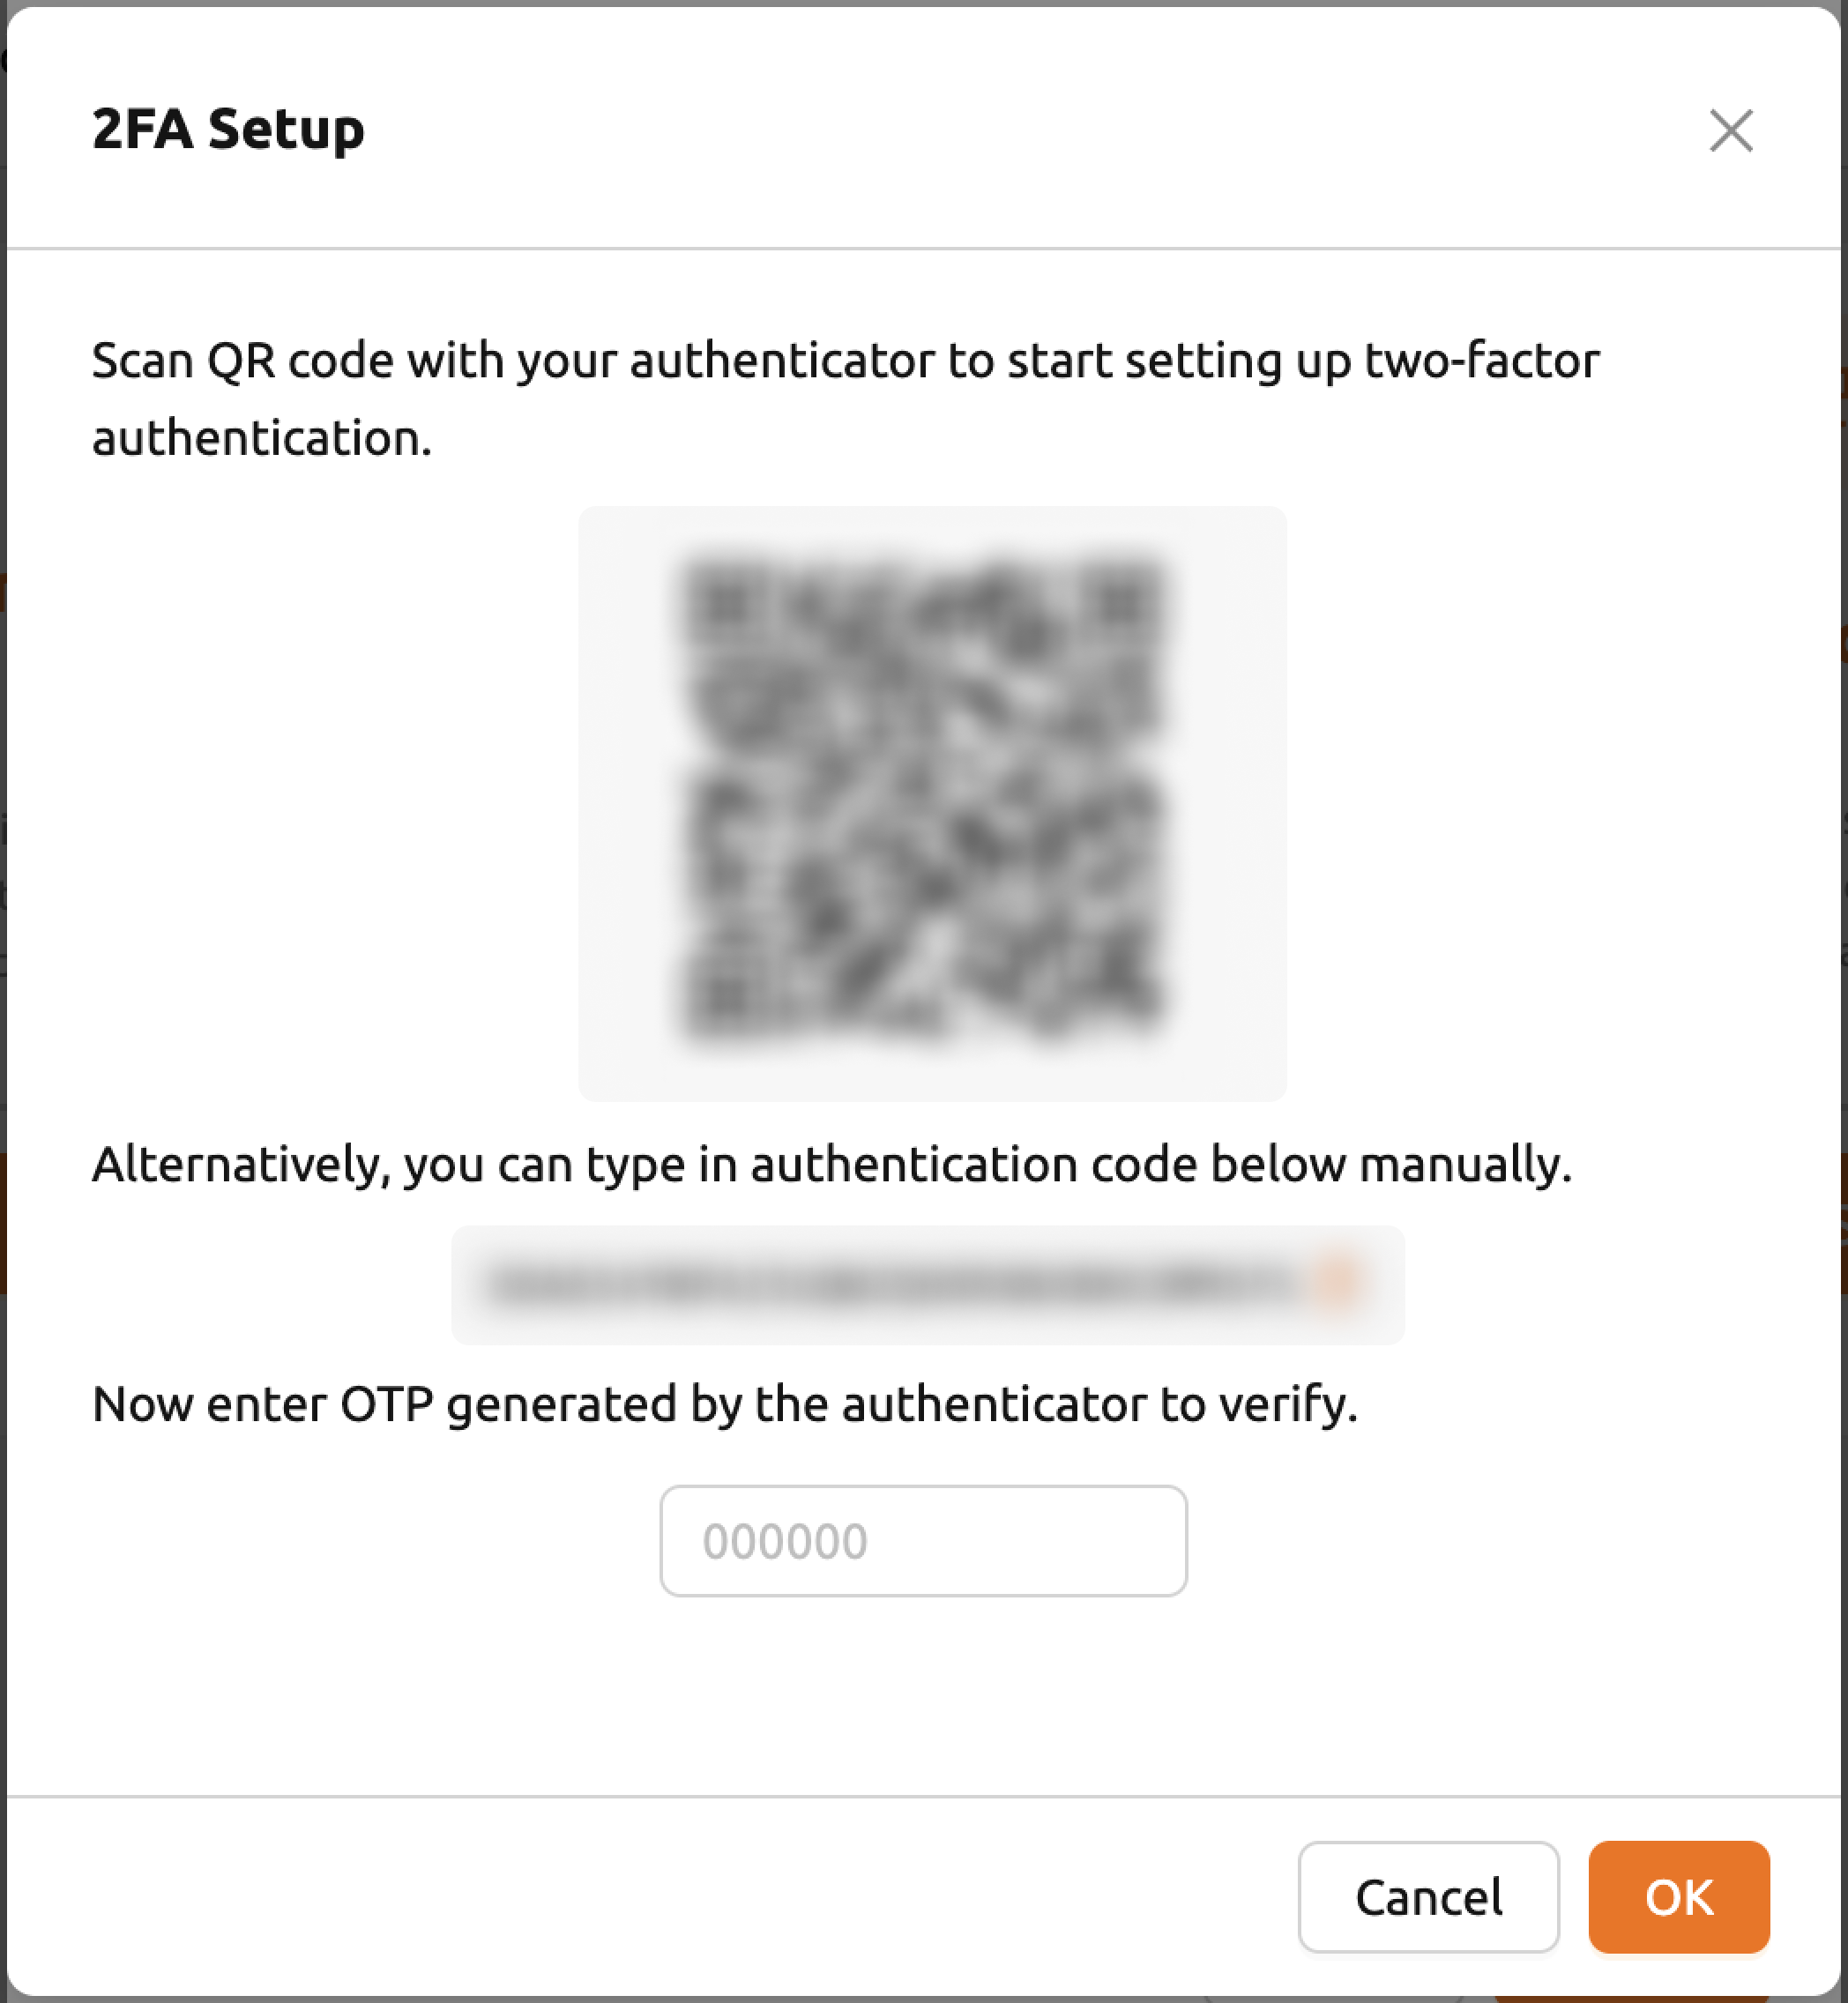 2FA Setup
Scan QR code with your authenticator to start setting up two-factor
authentication.
Alternatively, you can type in authentication code below manually.
Now enter OTP generated by the authenticator to verify.
000000
Cancel
OK